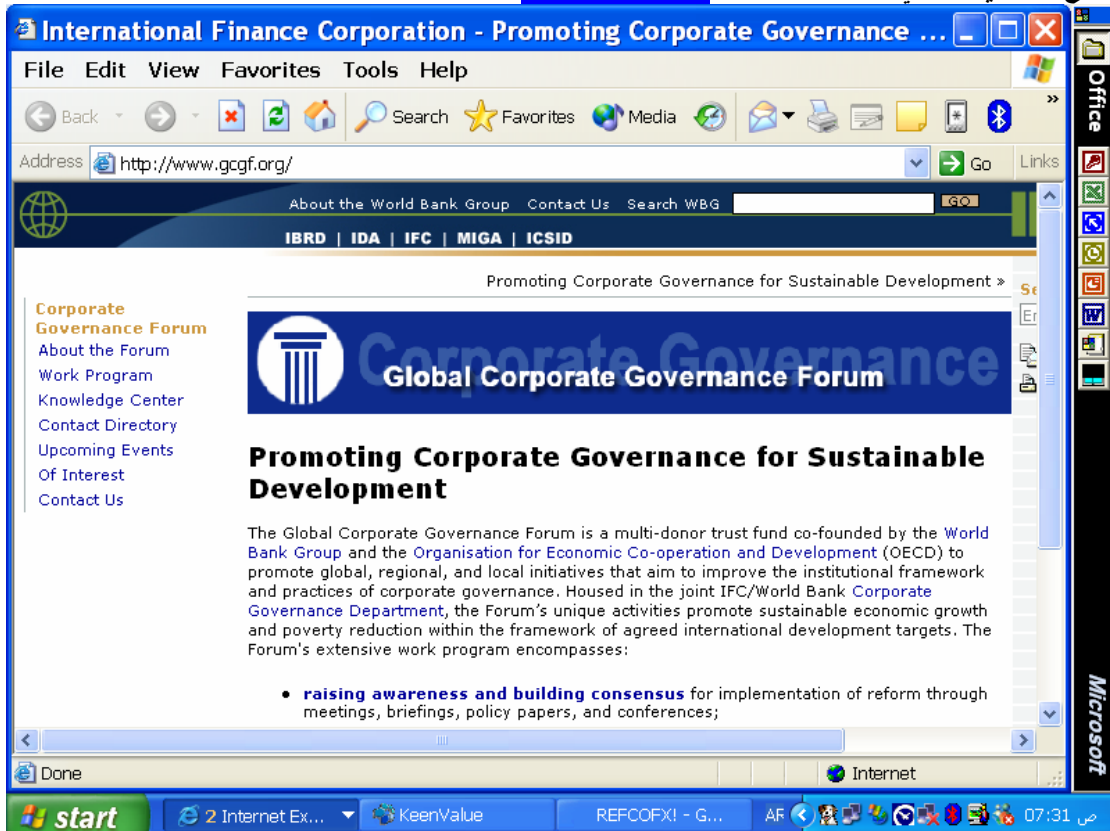 International Finance Corporation - Promoting Corporate Governance ...
File Edit View Favorites Tools Help
Back Search Favorites Media »
Address http://www.gcgf.org/ Go Links
About the World Bank Group Contact Us Search WBG GO
IBRD | IDA | IFC | MIGA | ICSID
Promoting Corporate Governance for Sustainable Development »
Corporate
Governance Forum
About the Forum
Work Program
Knowledge Center
Contact Directory
Upcoming Events
Of Interest
Contact Us
Corporate Governance
Global Corporate Governance Forum
Promoting Corporate Governance for Sustainable
Development
The Global Corporate Governance Forum is a multi-donor trust fund co-founded by the World
Bank Group and the Organisation for Economic Co-operation and Development (OECD) to
promote global, regional, and local initiatives that aim to improve the institutional framework
and practices of corporate governance. Housed in the joint IFC/World Bank Corporate
Governance Department, the Forum's unique activities promote sustainable economic growth
and poverty reduction within the framework of agreed international development targets. The
Forum's extensive work program encompasses:
• raising awareness and building consensus for implementation of reform through
meetings, briefings, policy papers, and conferences;
Done Internet
Office
Microsoft
start 2 Internet Ex... KeenValue REFCOFX! - G... AR 07:31 ص